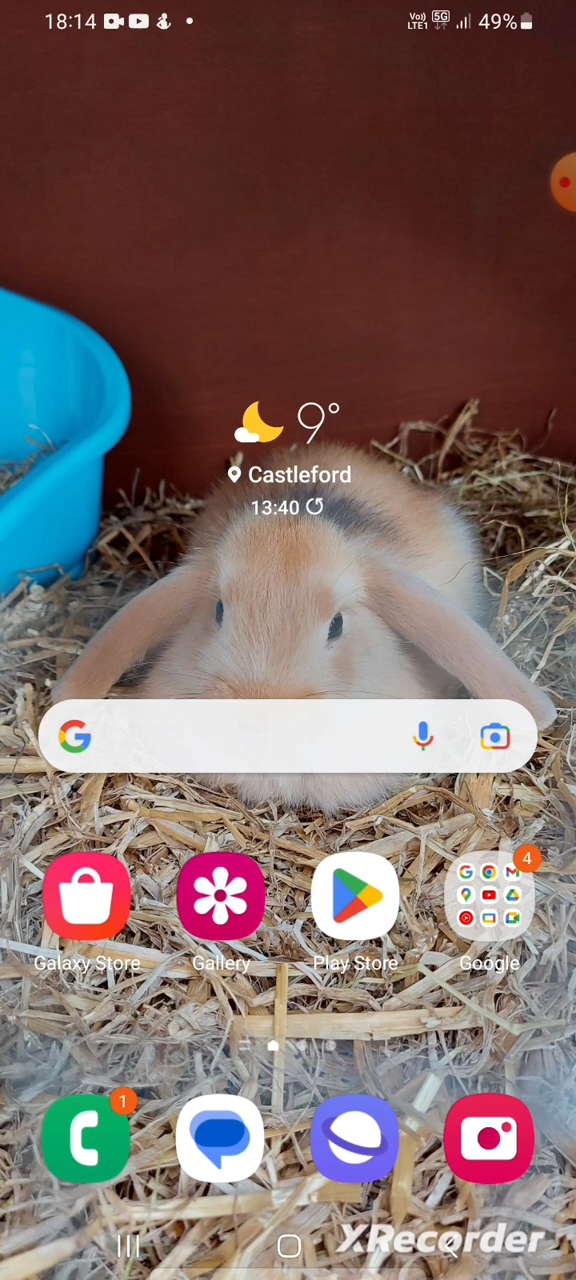 18:14
Vo)) 5G
LTE1
49%
9°
Castleford
13:40
4
Galaxy Store
Gallery
Play Store
Google
1
XRecorder